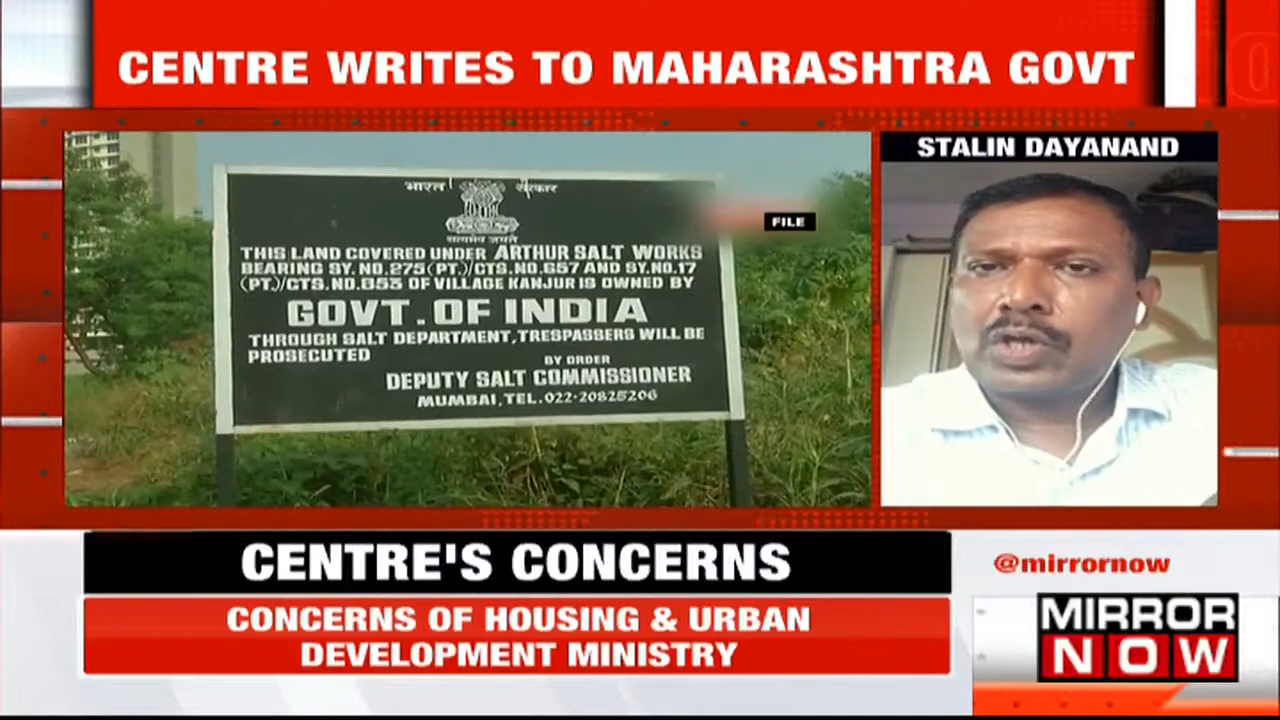 CENTRE WRITES TO MAHARASHTRA GOVT
STALIN DAYANAND
FILE
भारत सरकार
सत्यमेव जयते
THIS LAND COVERED UNDER ARTHUR SALT WORKS
BEARING SY.NO.275(PT.)/CTS.NO.657 AND SY.NO.17
(PT.)/CTS.NO.853 OF VILLAGE KANJUR IS OWNED BY
GOVT. OF INDIA
THROUGH SALT DEPARTMENT, TRESPASSERS WILL BE
PROSECUTED
BY ORDER
DEPUTY SALT COMMISSIONER
MUMBAI, TEL. 022-20825206
CENTRE'S CONCERNS
CONCERNS OF HOUSING & URBAN
DEVELOPMENT MINISTRY
@mirrornow
MIRROR
NOW